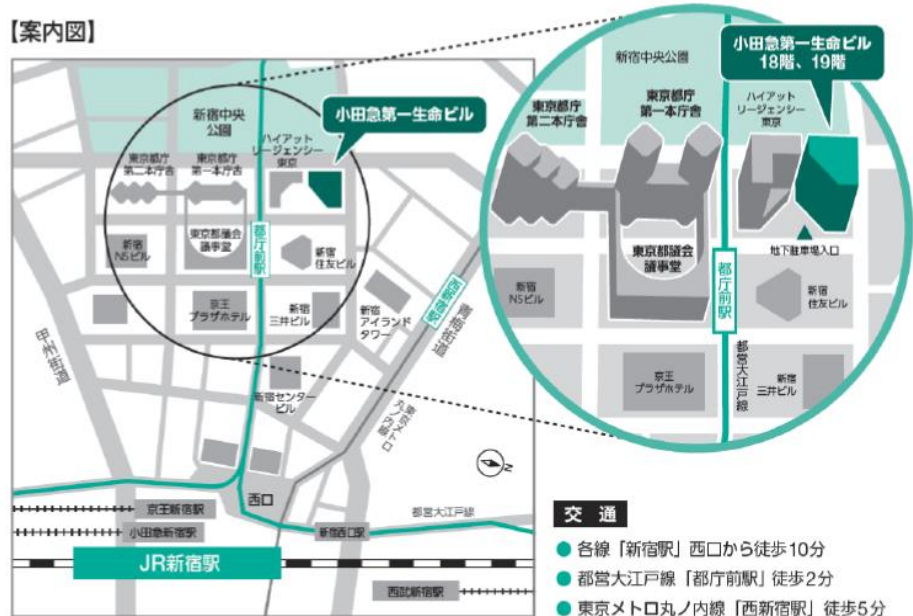 【案内図】
新宿中央
公園
小田急第一生命ビル
ハイアット
リージェンシー
東京
東京都庁
第二本庁舎
東京都庁
第一本庁舎
東京都議会
議事堂
都庁前駅
新宿
NSビル
新宿
住友ビル
京王
プラザホテル
新宿
三井ビル
新宿
アイランド
タワー
西新宿駅
青梅街道
甲州街道
新宿センター
ビル
東京メトロ
丸ノ内線
N
西口
都営大江戸線
京王新宿駅
小田急新宿駅
新宿西口駅
JR新宿駅
西武新宿駅
小田急第一生命ビル
18階、19階
新宿中央公園
東京都庁
第二本庁舎
東京都庁
第一本庁舎
ハイアット
リージェンシー
東京
地下駐車場入口
東京都議会
議事堂
都庁前駅
新宿
NSビル
新宿
住友ビル
京王
プラザホテル
都営大江戸線
新宿
三井ビル
交 通
● 各線「新宿駅」西口から徒歩10分
● 都営大江戸線「都庁前駅」徒歩2分
● 東京メトロ丸ノ内線「西新宿駅」徒歩5分